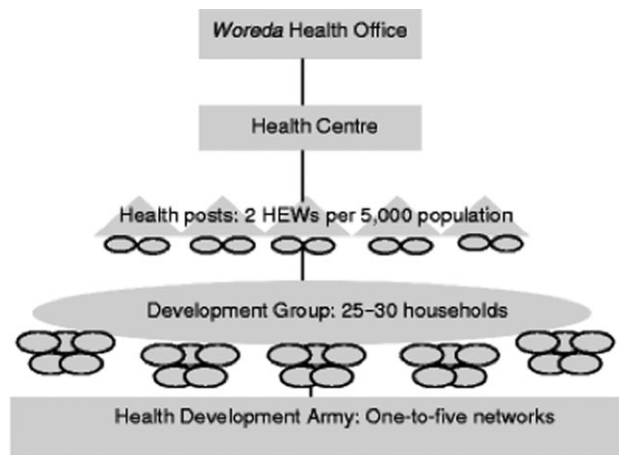 Woreda Health Office
Health Centre
Health posts: 2 HEWs per 5,000 population
Development Group: 25–30 households
Health Development Army: One-to-five networks